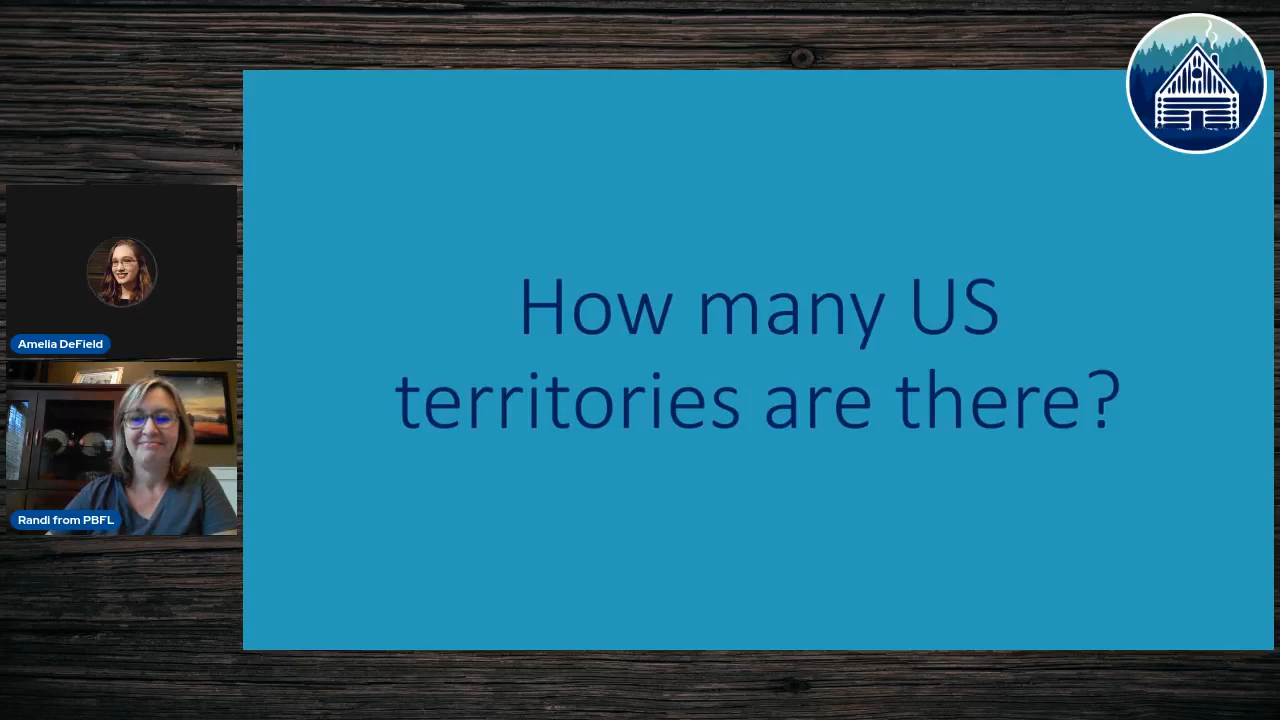 How many US
territories are there?
Amelia DeField
Randi from PBFL